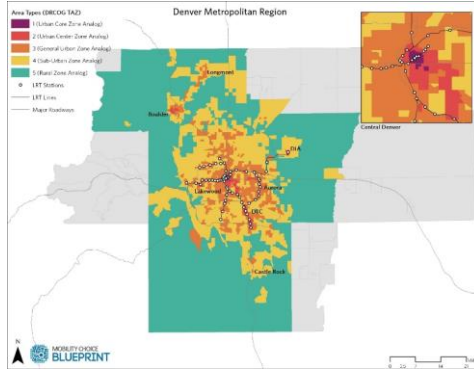 Denver Metropolitan Region
Area Types (DRCOG TAZ)
1 (Urban Core Zone Analog)
2 (Urban Center Zone Analog)
3 (General Urban Zone Analog)
4 (Sub-Urban Zone Analog)
5 (Rural Zone Analog)
LRT Stations
LRT Lines
Major Roadways
Longmont
Boulder
Central Denver
DIA
Lakewood
Aurora
Castle Rock
N
MOBILITY CHOICE
BLUEPRINT